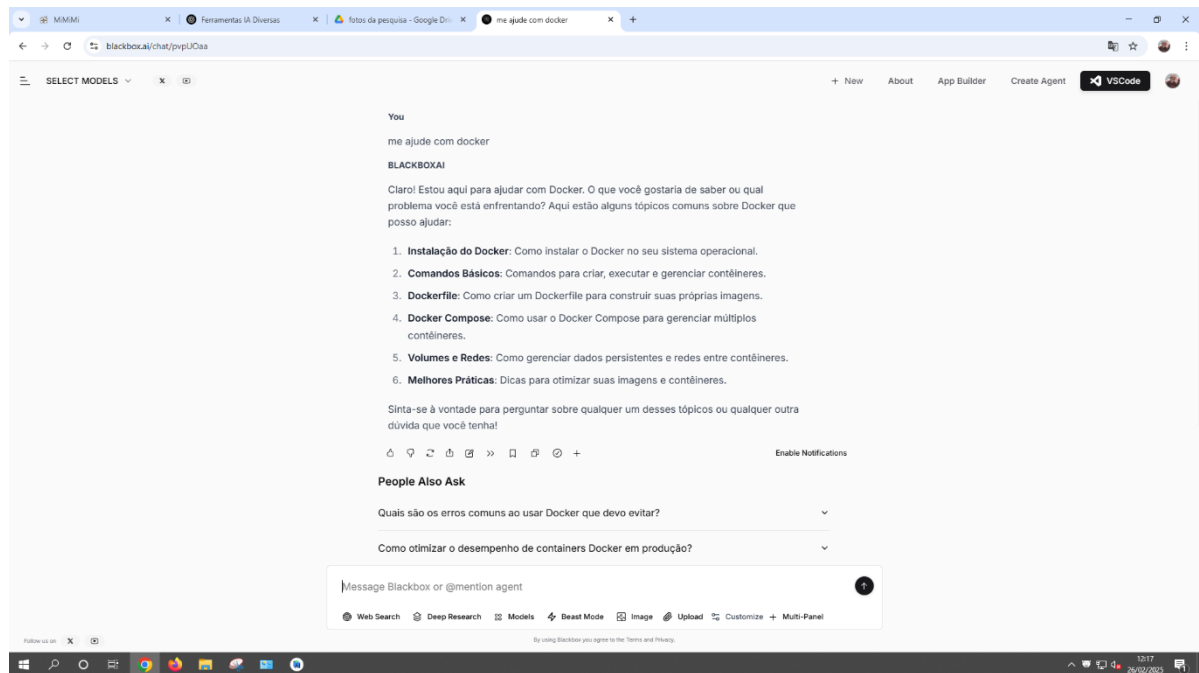 MiMiMi
Ferramentas IA Diversas
fotos da pesquisa - Google Driv
me ajude com docker
blackbox.ai/chat/pvpUOaa
SELECT MODELS
+ New About App Builder Create Agent VSCode
You
me ajude com docker
BLACKBOXAI
Claro! Estou aqui para ajudar com Docker. O que você gostaria de saber ou qual
problema você está enfrentando? Aqui estão alguns tópicos comuns sobre Docker que
posso ajudar:
1. Instalação do Docker: Como instalar o Docker no seu sistema operacional.
2. Comandos Básicos: Comandos para criar, executar e gerenciar contêineres.
3. Dockerfile: Como criar um Dockerfile para construir suas próprias imagens.
4. Docker Compose: Como usar o Docker Compose para gerenciar múltiplos
contêineres.
5. Volumes e Redes: Como gerenciar dados persistentes e redes entre contêineres.
6. Melhores Práticas: Dicas para otimizar suas imagens e contêineres.
Sinta-se à vontade para perguntar sobre qualquer um desses tópicos ou qualquer outra
dúvida que você tenha!
Enable Notifications
People Also Ask
Quais são os erros comuns ao usar Docker que devo evitar?
Como otimizar o desempenho de containers Docker em produção?
Message Blackbox or @mention agent
Web Search Deep Research Models Beast Mode Image Upload Customize + Multi-Panel
Follow us on
By using Blackbox you agree to the Terms and Privacy.
12:17
26/02/2025